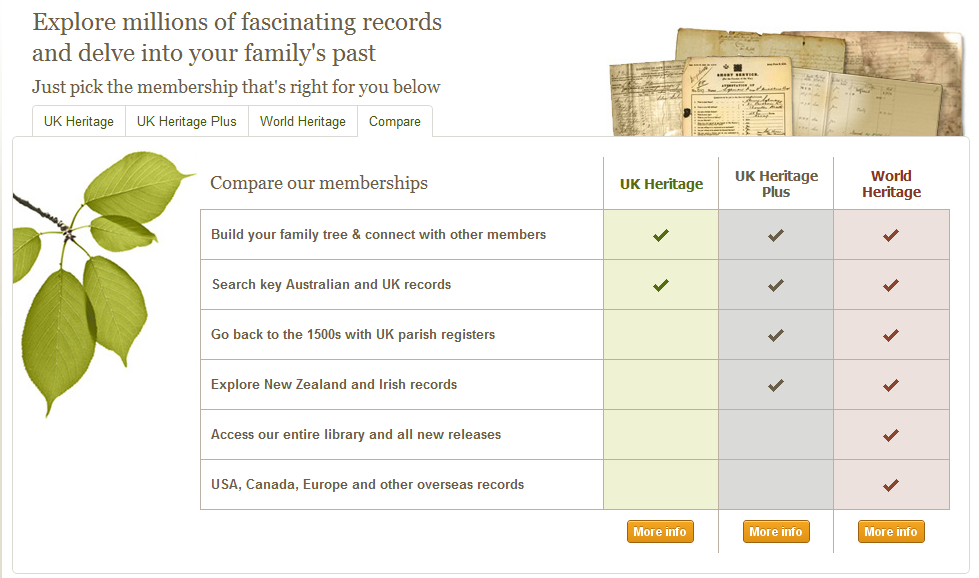 Explore millions of fascinating records
and delve into your family's past
Just pick the membership that's right for you below
UK Heritage
UK Heritage Plus
World Heritage
Compare
SHORT SERVICE.
Compare our memberships
UK Heritage
UK Heritage
Plus
World
Heritage
Build your family tree & connect with other members
Search key Australian and UK records
Go back to the 1500s with UK parish registers
Explore New Zealand and Irish records
Access our entire library and all new releases
USA, Canada, Europe and other overseas records
More info
More info
More info